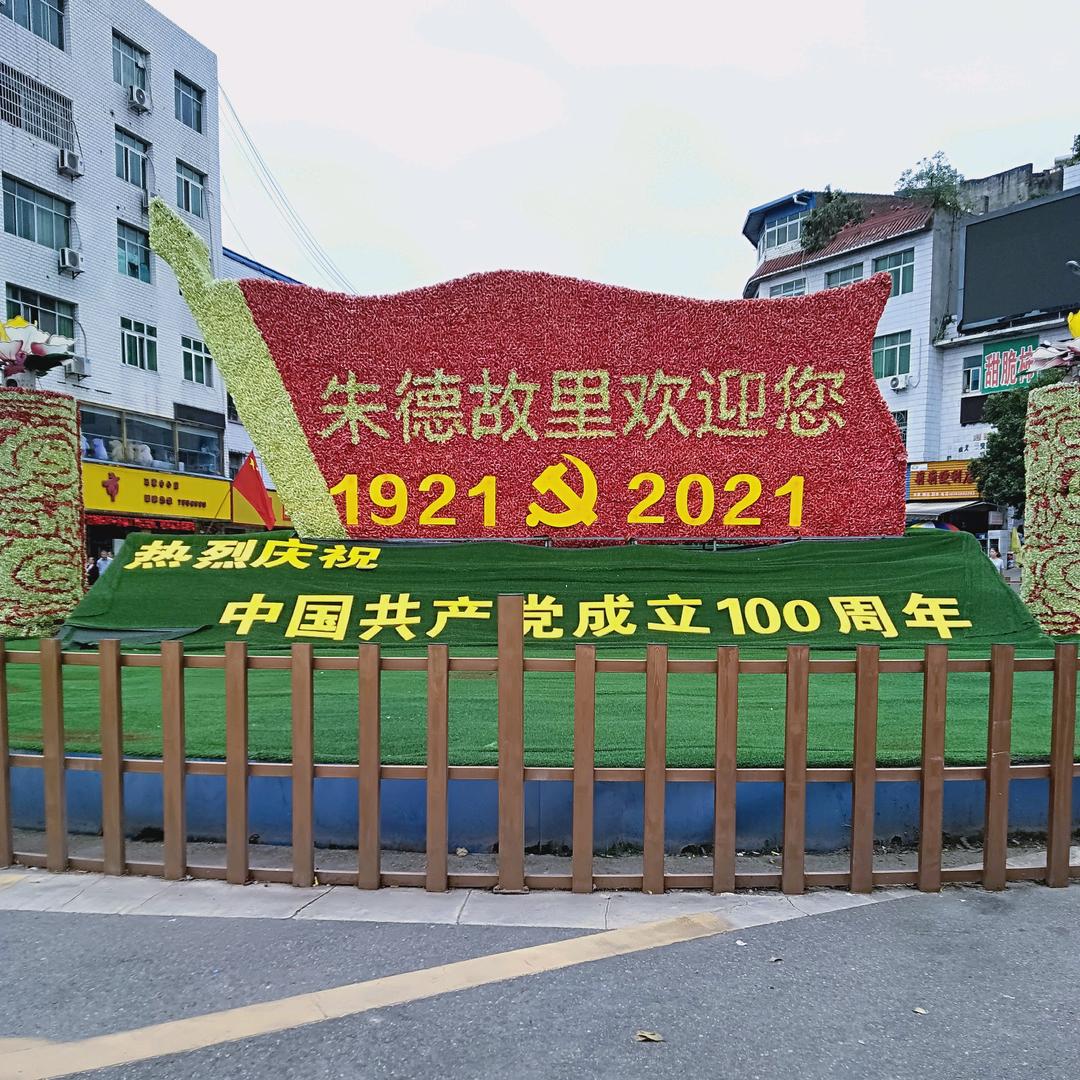 朱德故里欢迎您
1921 2021
热烈庆祝
中国共产党成立100周年
甜脆柿